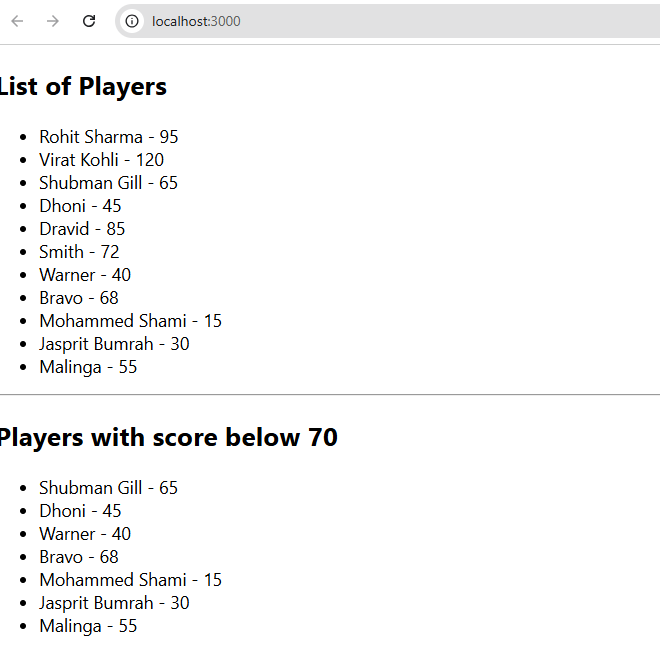 localhost:3000
List of Players
Rohit Sharma - 95
Virat Kohli - 120
Shubman Gill - 65
Dhoni - 45
Dravid - 85
Smith - 72
Warner - 40
Bravo - 68
Mohammed Shami - 15
Jasprit Bumrah - 30
Malinga - 55
Players with score below 70
Shubman Gill - 65
Dhoni - 45
Warner - 40
Bravo - 68
Mohammed Shami - 15
Jasprit Bumrah - 30
Malinga - 55